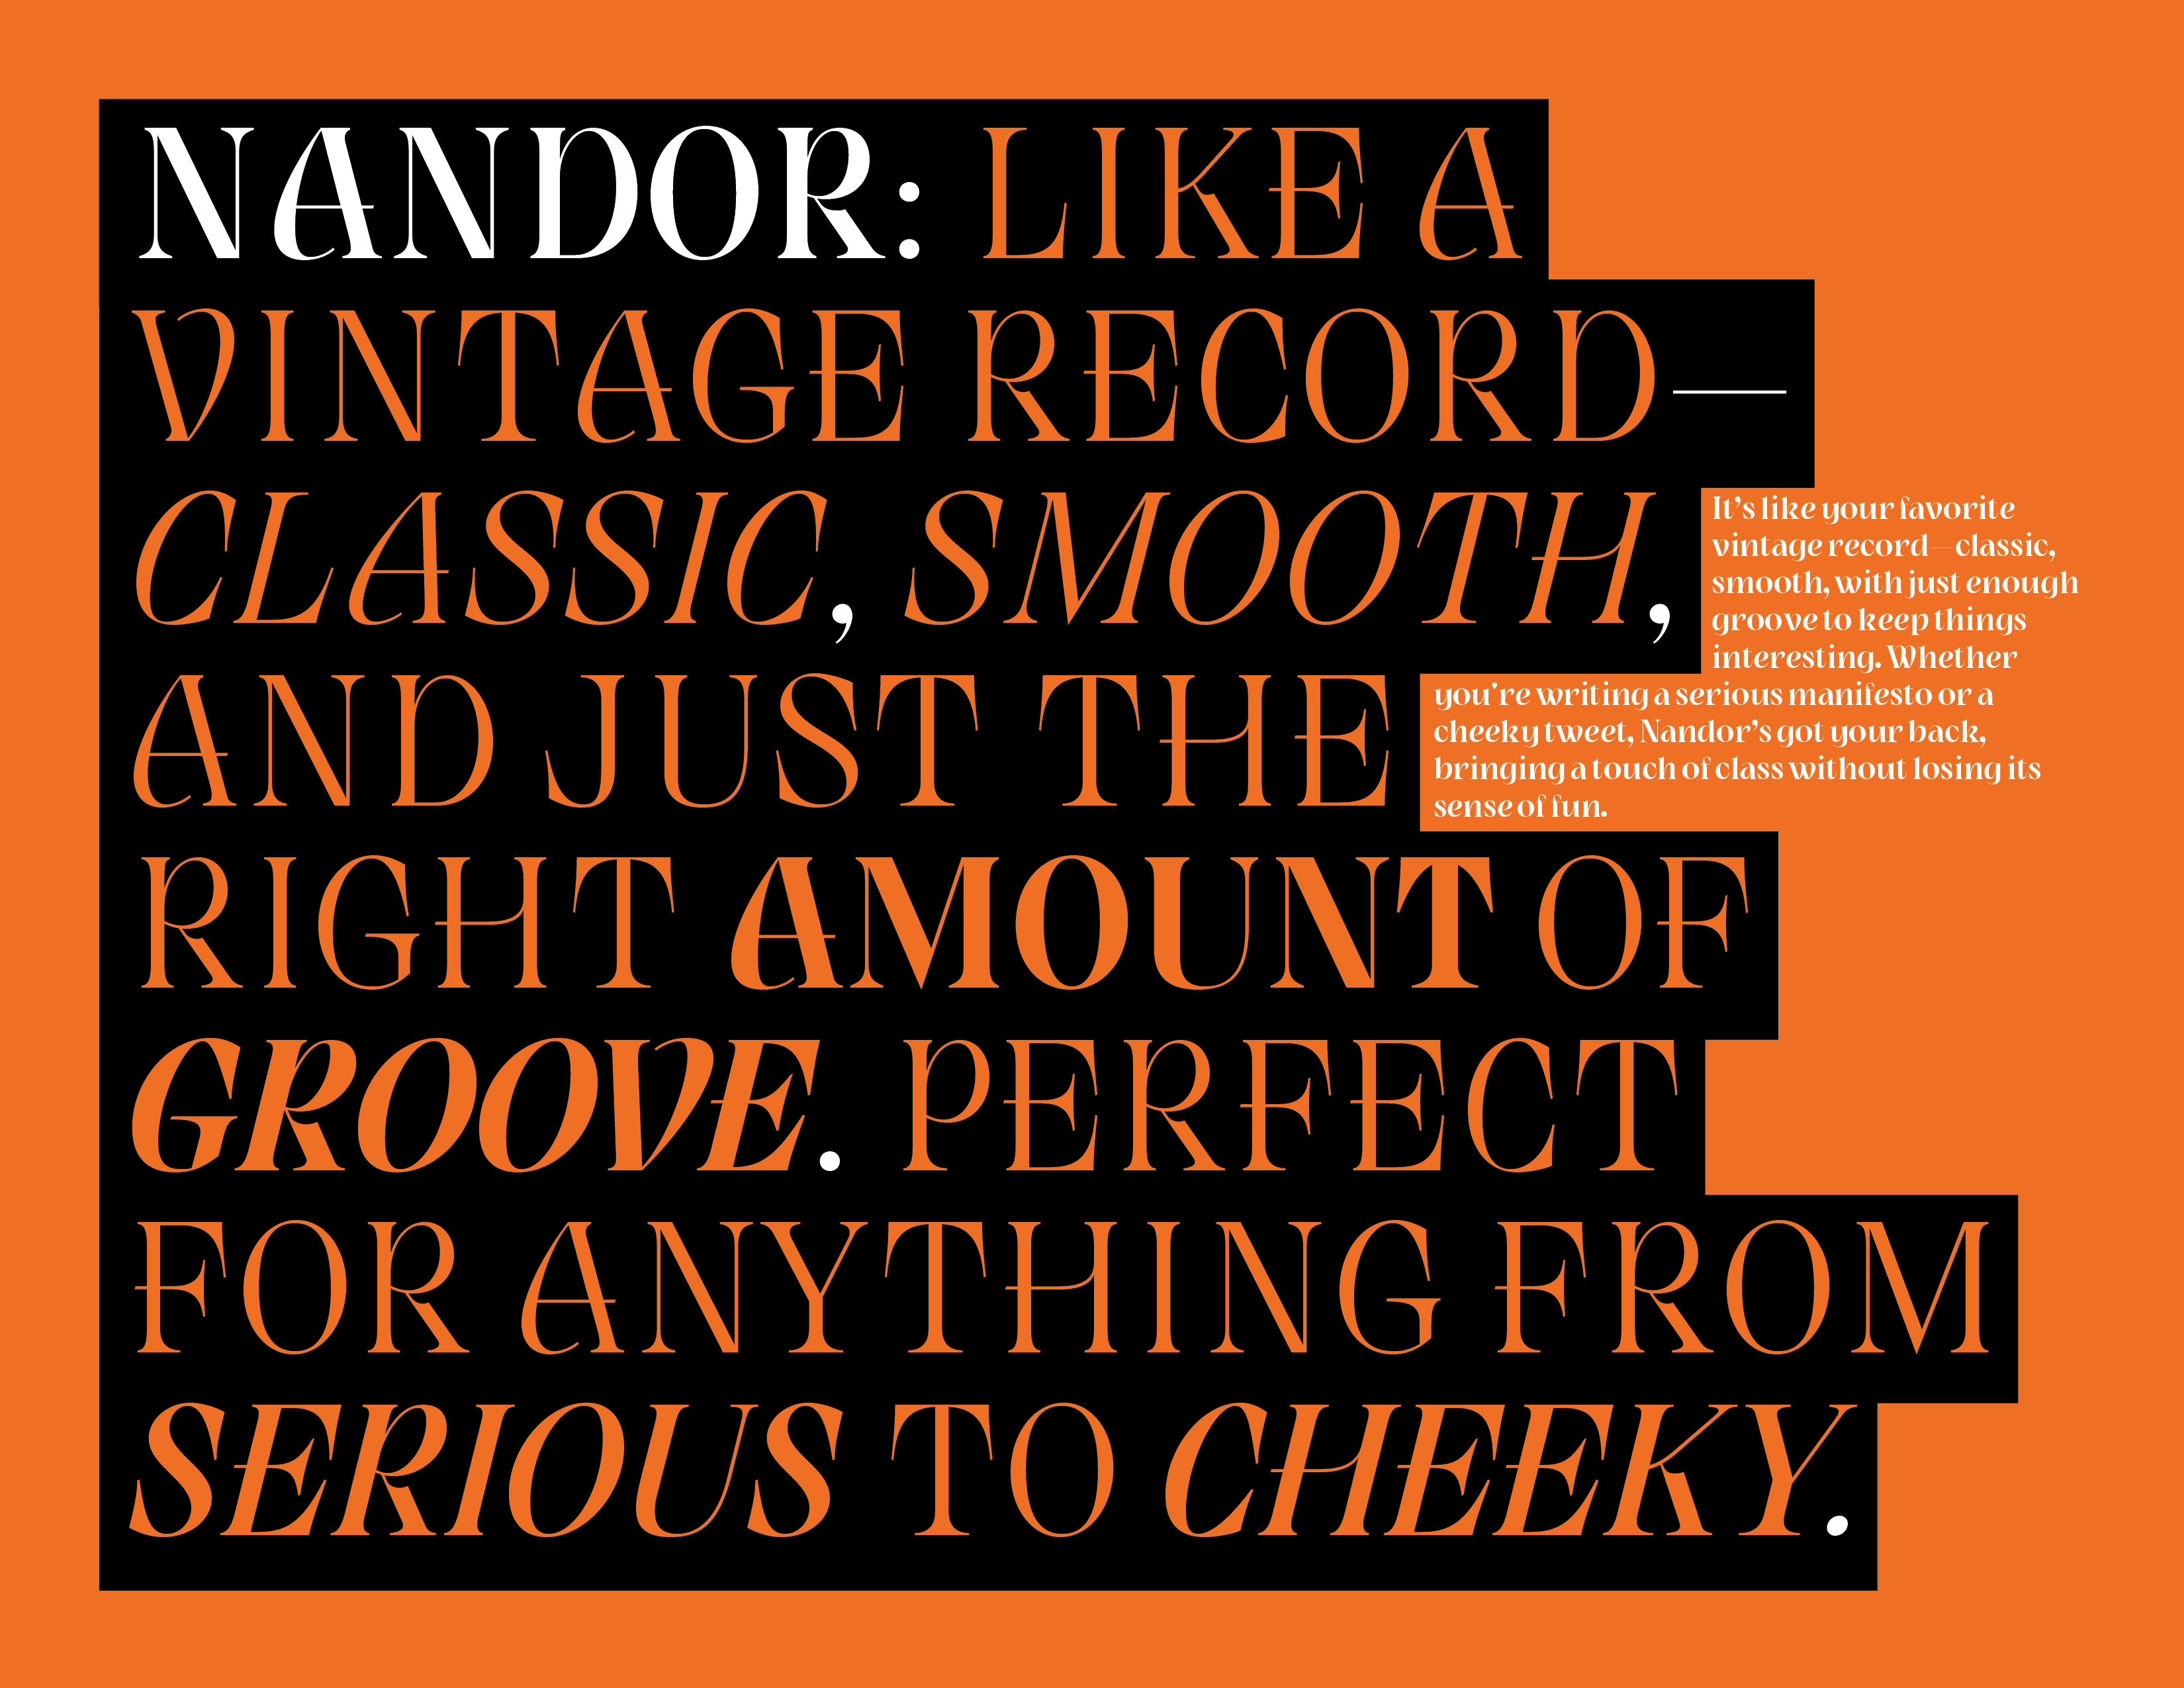 NANDOR: LIKE A
VINTAGE RECORD—
CLASSIC, SMOOTH,
AND JUST THE
RIGHT AMOUNT OF
GROOVE. PERFECT
FOR ANYTHING FROM
SERIOUS TO CHEEKY.
It's like your favorite
vintage record—classic,
smooth, with just enough
groove to keep things
interesting. Whether
you're writing a serious manifesto or a
cheeky tweet, Nandor's got your back,
bringing a touch of class without losing its
sense of fun.